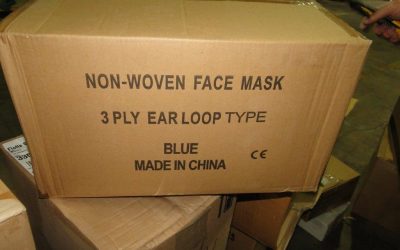 NON-WOVEN FACE MASK
3 PLY EAR LOOP TYPE
BLUE
MADE IN CHINA CE